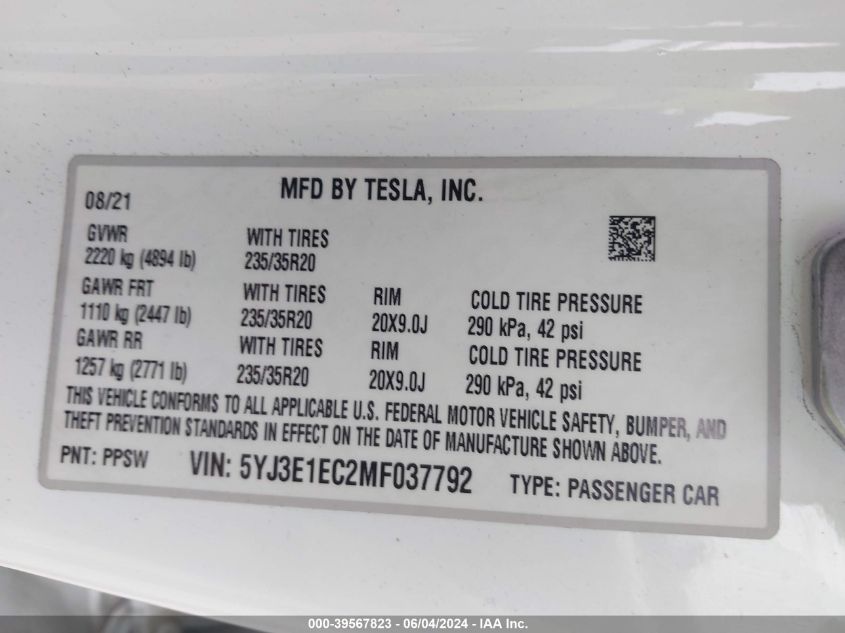 08/21 MFD BY TESLA, INC.
GVWR WITH TIRES
2220 kg (4894 lb) 235/35R20
GAWR FRT WITH TIRES RIM COLD TIRE PRESSURE
1110 kg (2447 lb) 235/35R20 20X9.0J 290 kPa, 42 psi
GAWR RR WITH TIRES RIM COLD TIRE PRESSURE
1257 kg (2771 lb) 235/35R20 20X9.0J 290 kPa, 42 psi
THIS VEHICLE CONFORMS TO ALL APPLICABLE U.S. FEDERAL MOTOR VEHICLE SAFETY, BUMPER, AND
THEFT PREVENTION STANDARDS IN EFFECT ON THE DATE OF MANUFACTURE SHOWN ABOVE.
PNT: PPSW VIN: 5YJ3E1EC2MF037792 TYPE: PASSENGER CAR
000-39567823 - 06/04/2024 - IAA Inc.